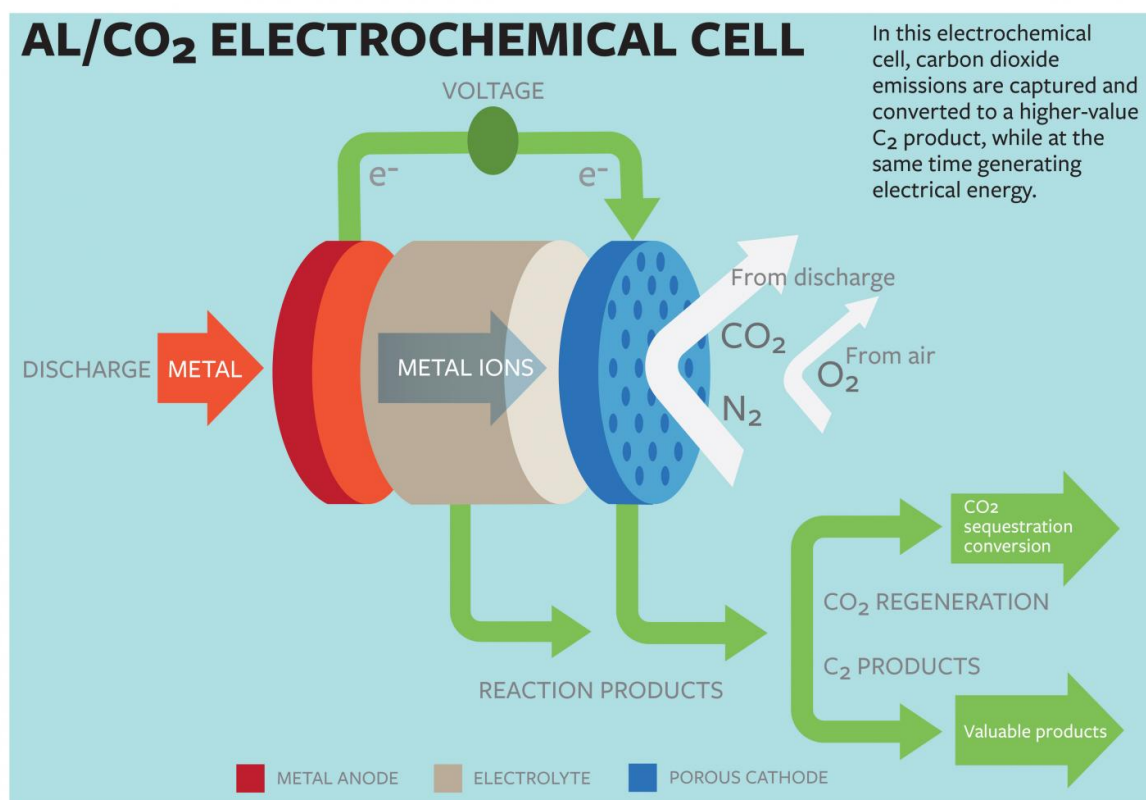 AL/CO₂ ELECTROCHEMICAL CELL
In this electrochemical
cell, carbon dioxide
emissions are captured and
converted to a higher-value
C₂ product, while at the
same time generating
electrical energy.
VOLTAGE
e⁻
e⁻
From discharge
CO₂
From air
O₂
N₂
DISCHARGE
METAL
METAL IONS
CO₂
sequestration
conversion
CO₂ REGENERATION
C₂ PRODUCTS
REACTION PRODUCTS
Valuable products
METAL ANODE
ELECTROLYTE
POROUS CATHODE